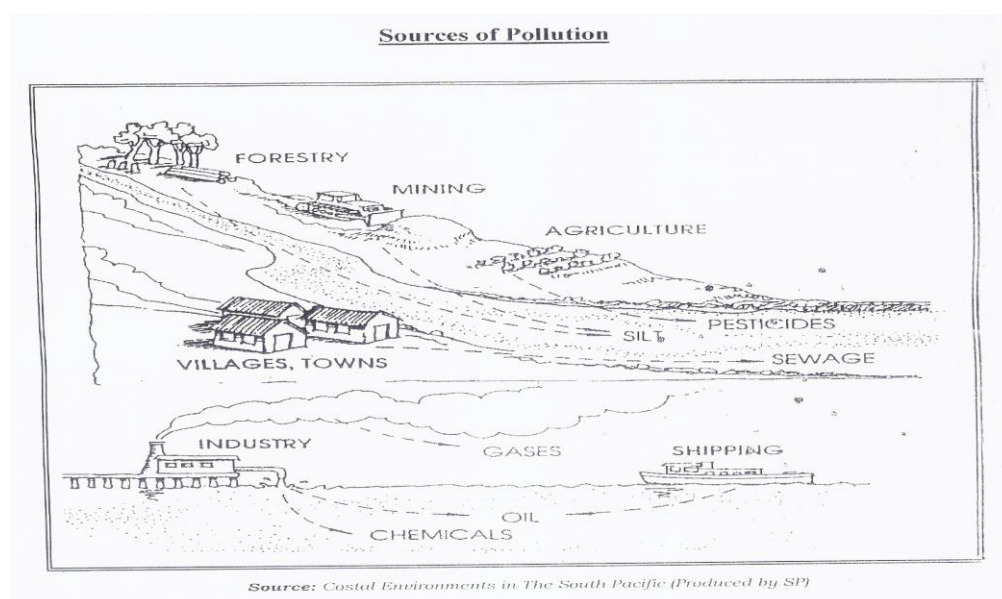 Sources of Pollution
FORESTRY
MINING
AGRICULTURE
PESTICIDES
SILT
SEWAGE
VILLAGES, TOWNS
INDUSTRY
GASES
SHIPPING
OIL
CHEMICALS
Source: Costal Environments in The South Pacific (Produced by SP)